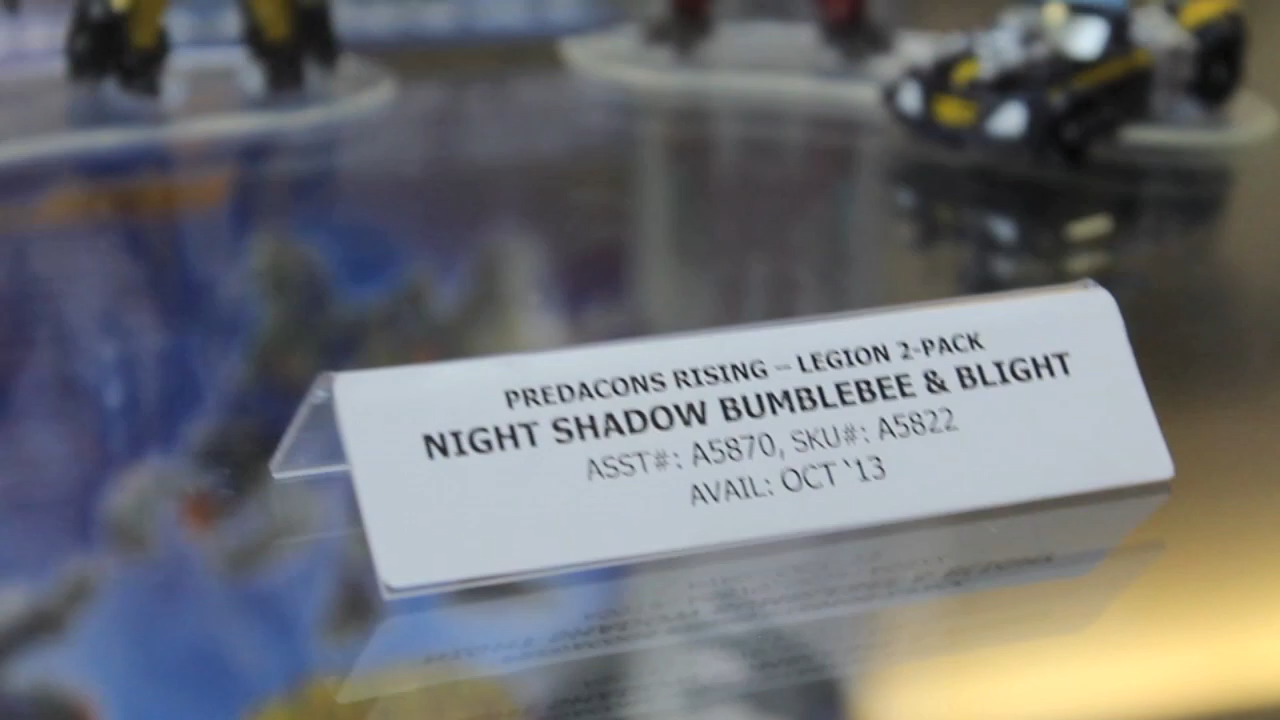 PREDACONS RISING – LEGION 2-PACK
NIGHT SHADOW BUMBLEBEE & BLIGHT
ASST#: A5870, SKU#: A5822
AVAIL: OCT `13